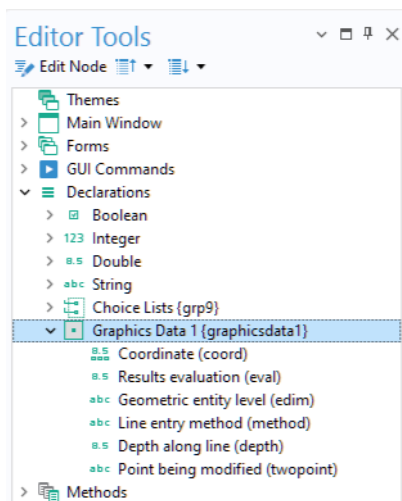 Editor Tools
Edit Node
Themes
Main Window
Forms
GUI Commands
Declarations
Boolean
123 Integer
8.5 Double
abc String
Choice Lists {grp9}
Graphics Data 1 {graphicsdata1}
8.5 Coordinate (coord)
8.5 Results evaluation (eval)
abc Geometric entity level (edim)
abc Line entry method (method)
8.5 Depth along line (depth)
abc Point being modified (twopoint)
Methods